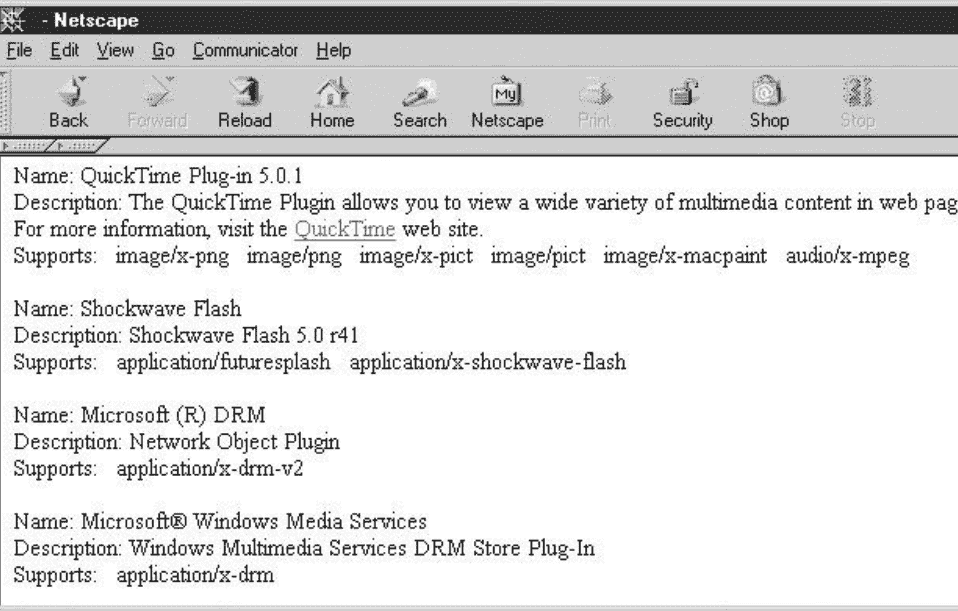 - Netscape
File Edit View Go Communicator Help
My
Back Forward Reload Home Search Netscape Print Security Shop Stop
Name: QuickTime Plug-in 5.0.1
Description: The QuickTime Plugin allows you to view a wide variety of multimedia content in web pag
For more information, visit the QuickTime web site.
Supports: image/x-png image/png image/x-pict image/pict image/x-macpaint audio/x-mpeg
Name: Shockwave Flash
Description: Shockwave Flash 5.0 r41
Supports: application/futuresplash application/x-shockwave-flash
Name: Microsoft (R) DRM
Description: Network Object Plugin
Supports: application/x-drm-v2
Name: Microsoft® Windows Media Services
Description: Windows Multimedia Services DRM Store Plug-In
Supports: application/x-drm